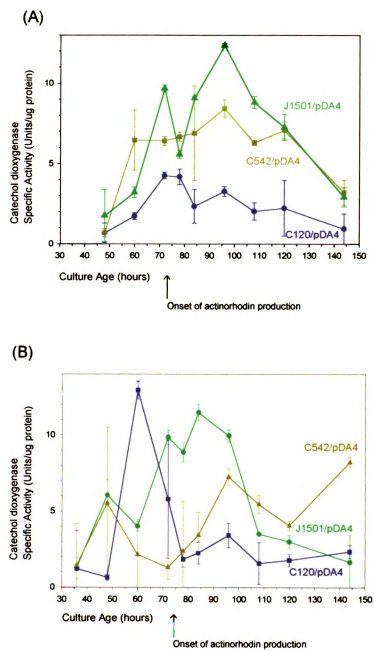 (A)
Catechol dioxygenase
Specific Activity (Units/ug protein)
10
5
0
J1501/pDA4
C542/pDA4
C120/pDA4
30 40 50 60 70 80 90 100 110 120 130 140 150
Culture Age (hours)
Onset of actinorhodin production
(B)
Catechol dioxygenase
Specific Activity (Units/ug protein)
10
5
0
C542/pDA4
J1501/pDA4
C120/pDA4
30 40 50 60 70 80 90 100 110 120 130 140 150
Culture Age (hours)
Onset of actinorhodin production